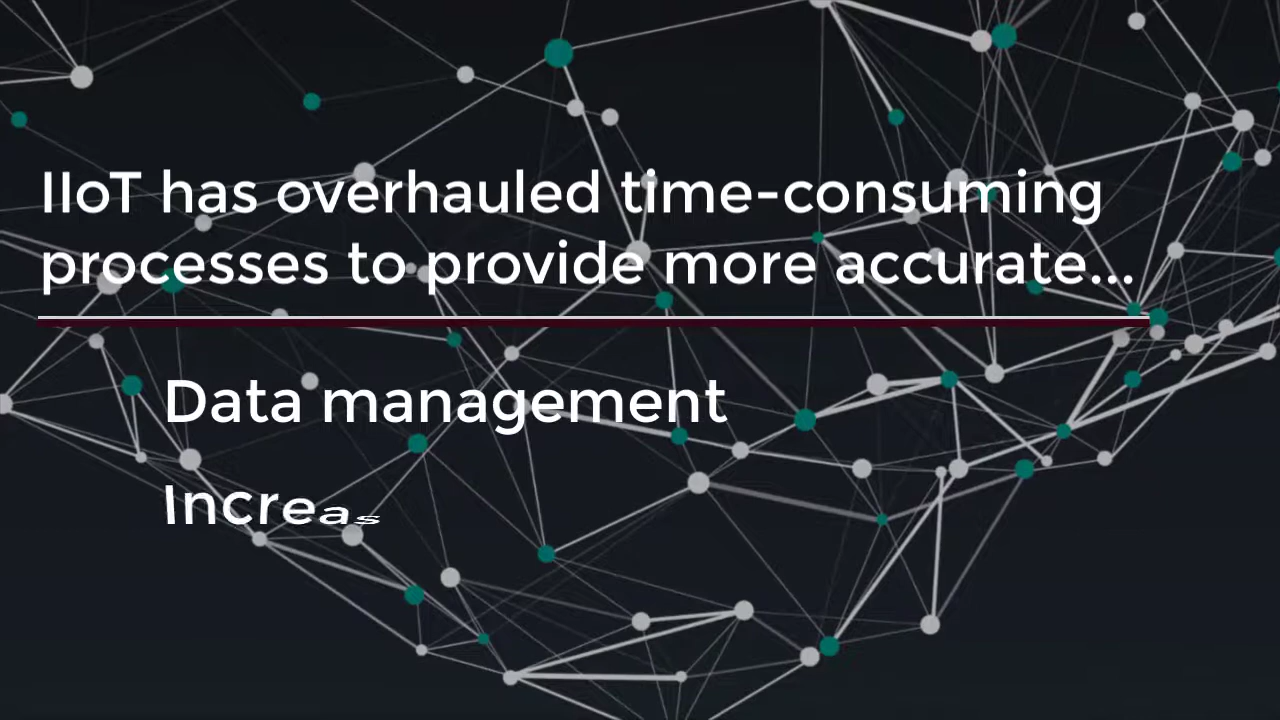 IIoT has overhauled time-consuming
processes to provide more accurate...
Data management
Increas